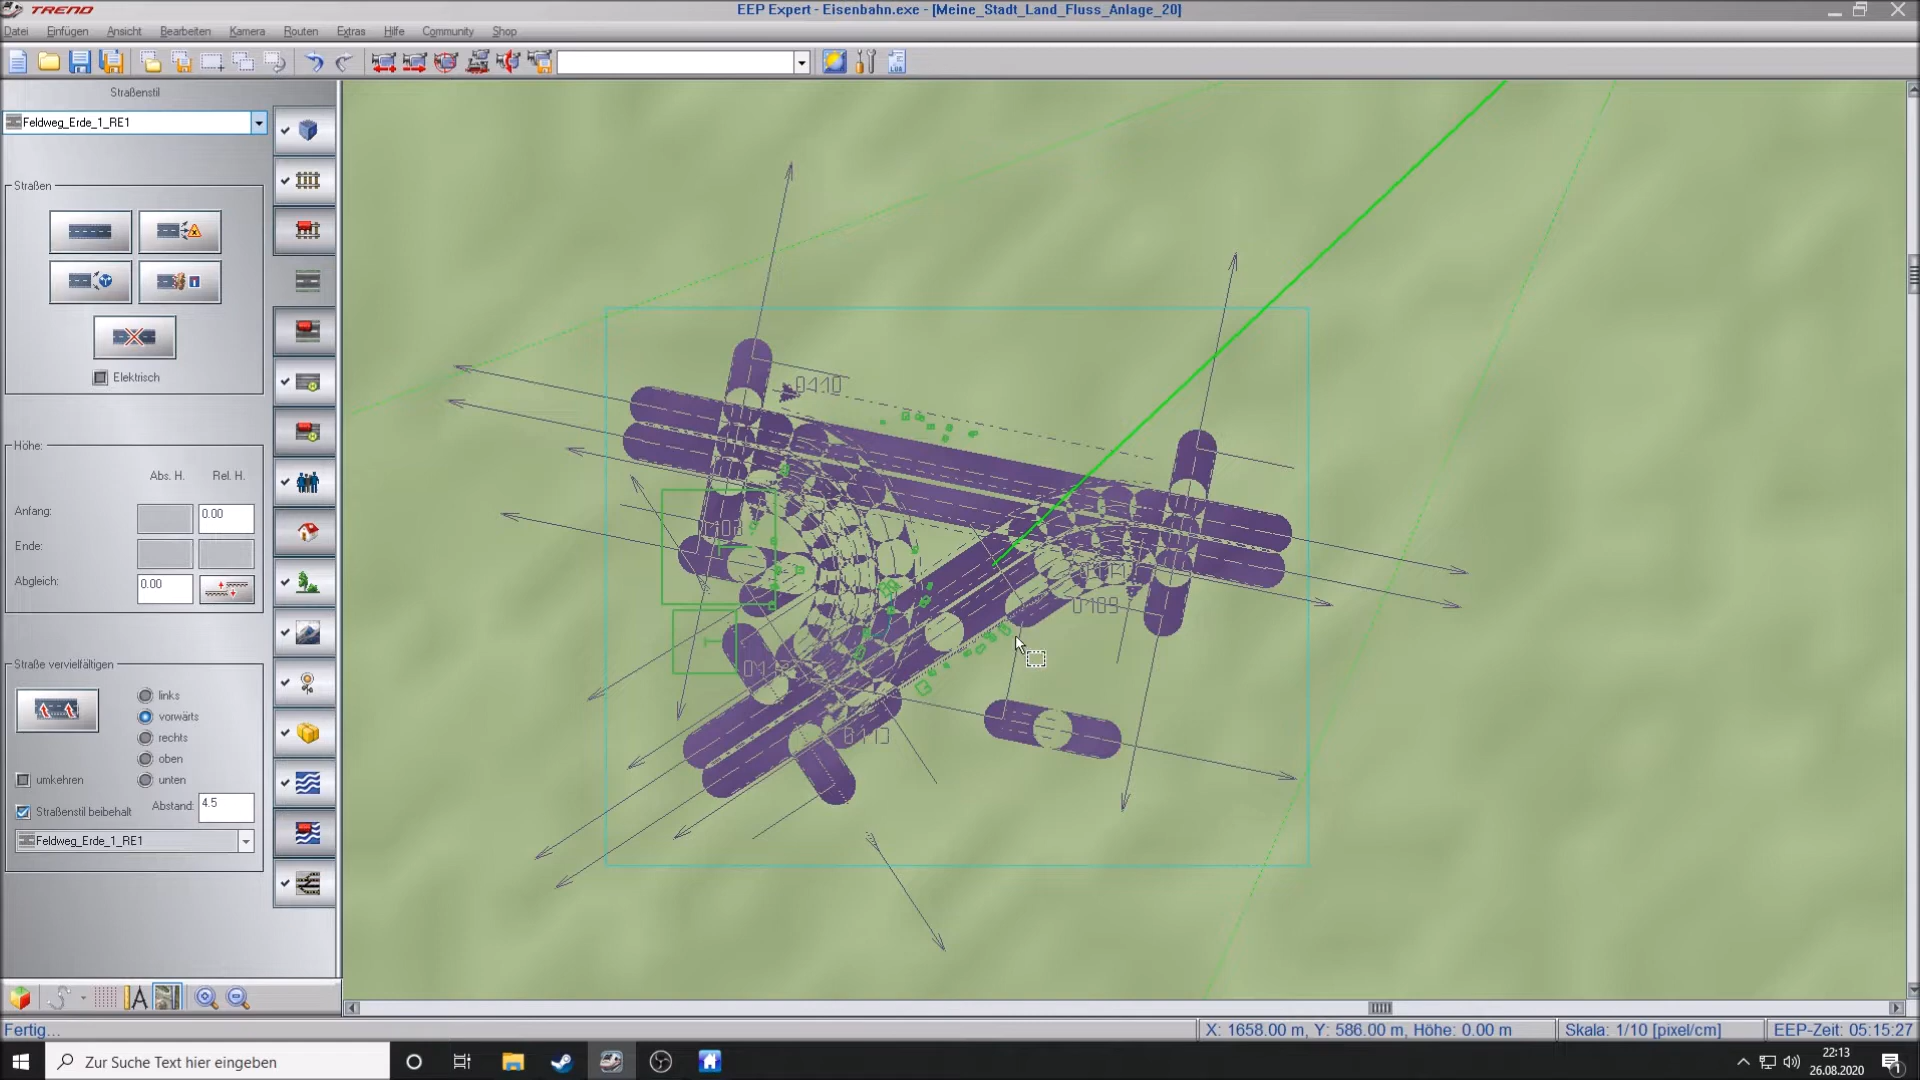 TREND
EEP Expert - Eisenbahn.exe - [Meine_Stadt_Land_Fluss_Anlage_20]
Datei Einfügen Ansicht Bearbeiten Kamera Routen Extras Hilfe Community Shop
LUA
Straßenstil
Feldweg_Erde_1_RE1
Straßen
Elektrisch
Höhe:
Abs. H. Rel. H.
Anfang: 0.00
Ende:
Abgleich: 0.00
Straße vervielfältigen
links
vorwärts
rechts
oben
umkehren unten
Straßenstil beibehalt Abstand: 4.5
Feldweg_Erde_1_RE1
0110
0109
0113
Fertig...
X: 1658.00 m, Y: 586.00 m, Höhe: 0.00 m
Skala: 1/10 [pixel/cm]
EEP-Zeit: 05:15:27
Zur Suche Text hier eingeben
22:13
26.08.2020
1